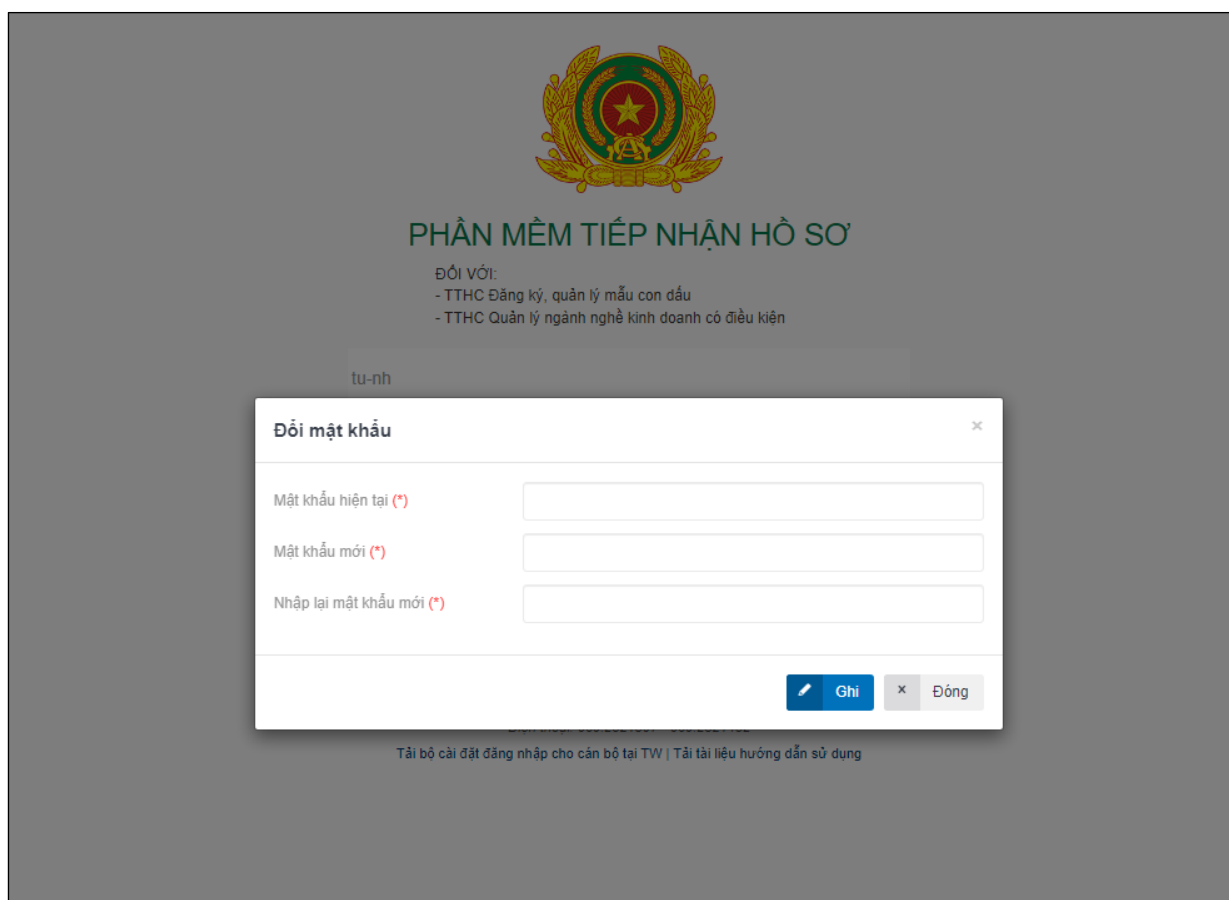 PHẦN MỀM TIẾP NHẬN HỒ SƠ
ĐỐI VỚI:
- TTHC Đăng ký, quản lý mẫu con dấu
- TTHC Quản lý ngành nghề kinh doanh có điều kiện
tu-nh
Đổi mật khẩu
×
Mật khẩu hiện tại (*)
Mật khẩu mới (*)
Nhập lại mật khẩu mới (*)
Ghi
× Đóng
Tải bộ cài đặt đăng nhập cho cán bộ tại TW | Tải tài liệu hướng dẫn sử dụng